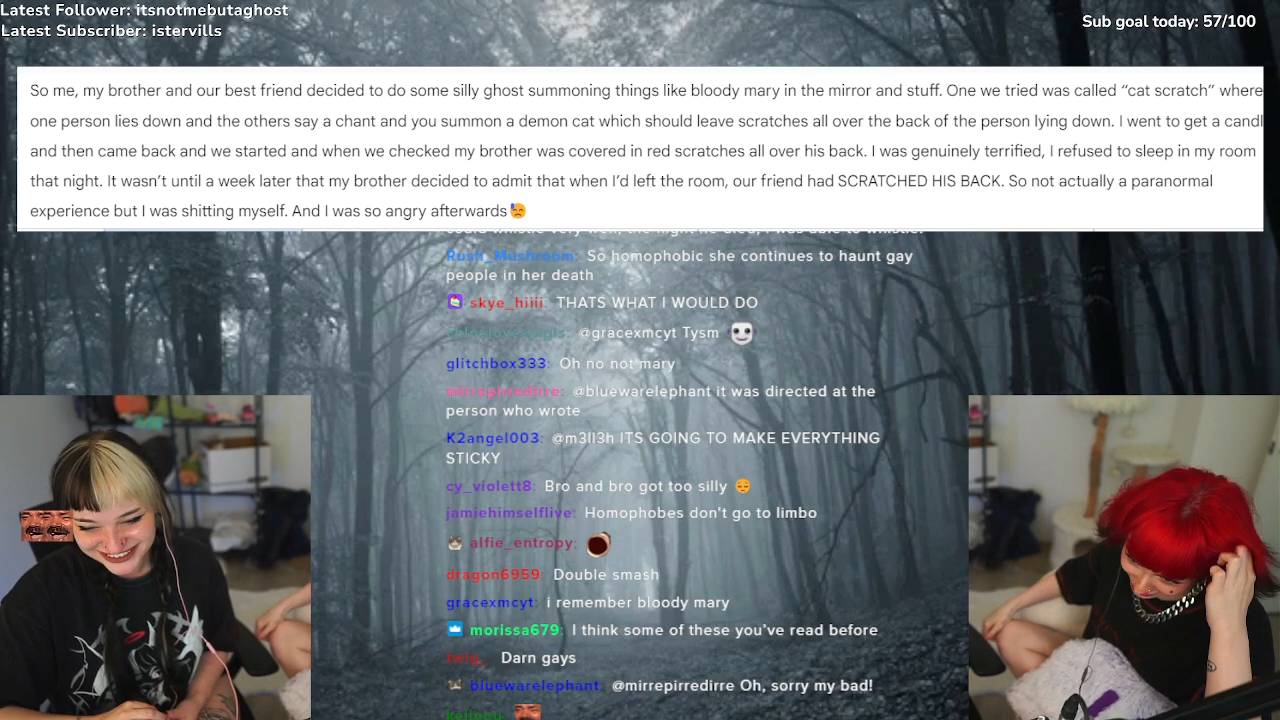 Latest Follower: itsnotmebutaghost
Latest Subscriber: istervills
Sub goal today: 57/100
So me, my brother and our best friend decided to do some silly ghost summoning things like bloody mary in the mirror and stuff. One we tried was called “cat scratch” where
one person lies down and the others say a chant and you summon a demon cat which should leave scratches all over the back of the person lying down. I went to get a candl
and then came back and we started and when we checked my brother was covered in red scratches all over his back. I was genuinely terrified, I refused to sleep in my room
that night. It wasn’t until a week later that my brother decided to admit that when I’d left the room, our friend had SCRATCHED HIS BACK. So not actually a paranormal
experience but I was shitting myself. And I was so angry afterwards😓
Rush_Mushroom: So homophobic she continues to haunt gay
people in her death
skye_hiiii: THATS WHAT I WOULD DO
@gracexmcyt Tysm
glitchbox333: Oh no not mary
mirrepirredirre: @bluewarelephant it was directed at the
person who wrote
K2angel003: @m3ll3h ITS GOING TO MAKE EVERYTHING
STICKY
cy_violett8: Bro and bro got too silly 😔
jamiehimselflive: Homophobes don't go to limbo
alfie_entropy:
dragon6959: Double smash
gracexmcyt: i remember bloody mary
morissa679: I think some of these you’ve read before
Darn gays
bluewarelephant: @mirrepirredirre Oh, sorry my bad!